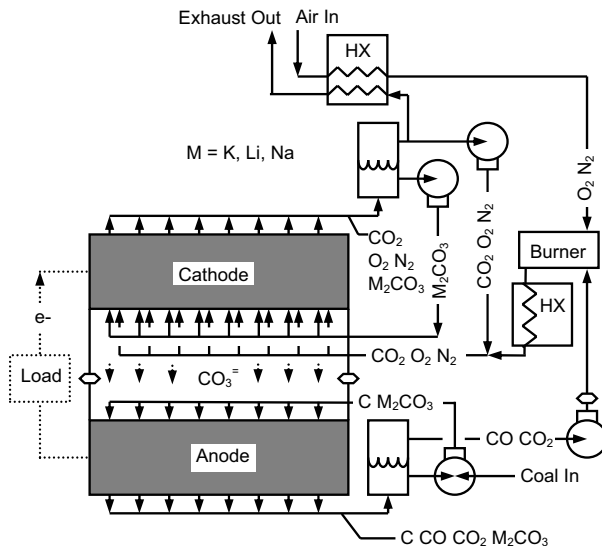 Exhaust Out
Air In
HX
M = K, Li, Na
O₂ N₂
CO₂
O₂ N₂
M₂CO₃
M₂CO₃
CO₂ O₂ N₂
Burner
Cathode
HX
e-
Load
CO₂ O₂ N₂
CO₃⁼
C M₂CO₃
CO CO₂
Anode
Coal In
C CO CO₂ M₂CO₃